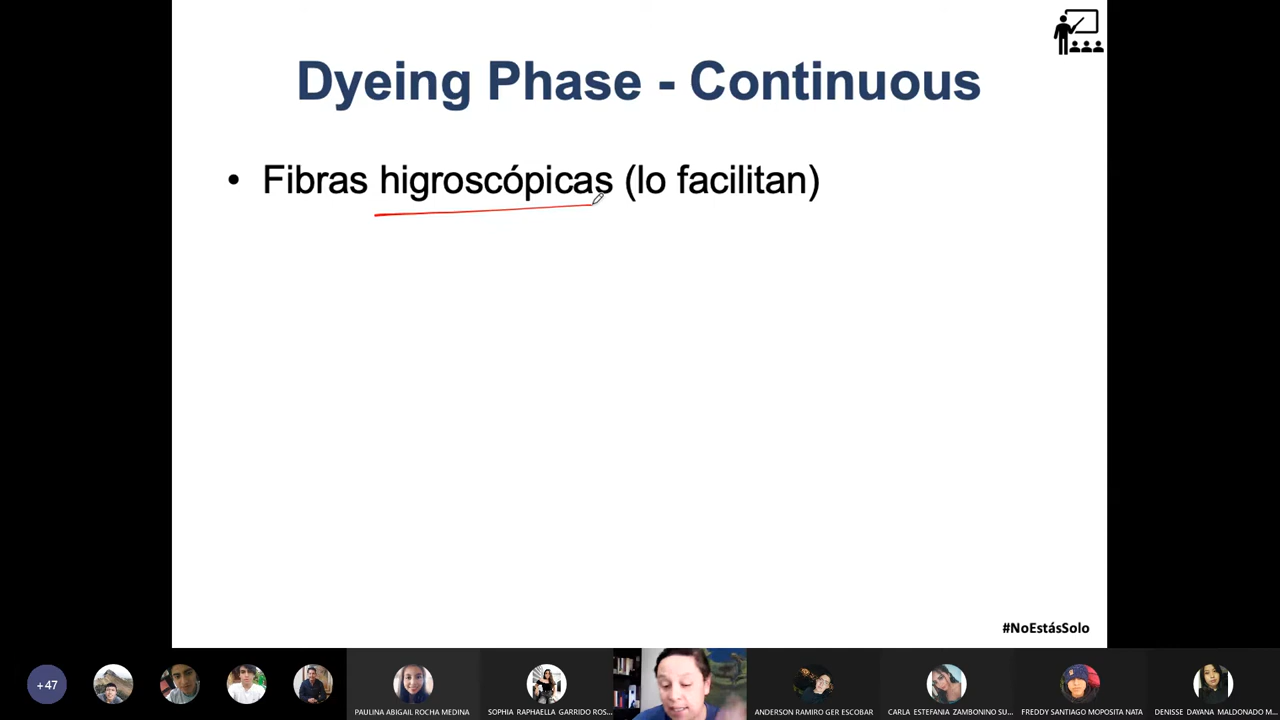 Dyeing Phase - Continuous
• Fibras higroscópicas (lo facilitan)
#NoEstásSolo
+47
PAULINA ABIGAIL ROCHA MEDINA
SOPHIA RAPHAELLA GARRIDO ROS...
ANDERSON RAMIRO GER ESCOBAR
CARLA ESTEFANIA ZAMBONINO SU...
FREDDY SANTIAGO MOPOSITA NATA
DENISSE DAYANA MALDONADO M...